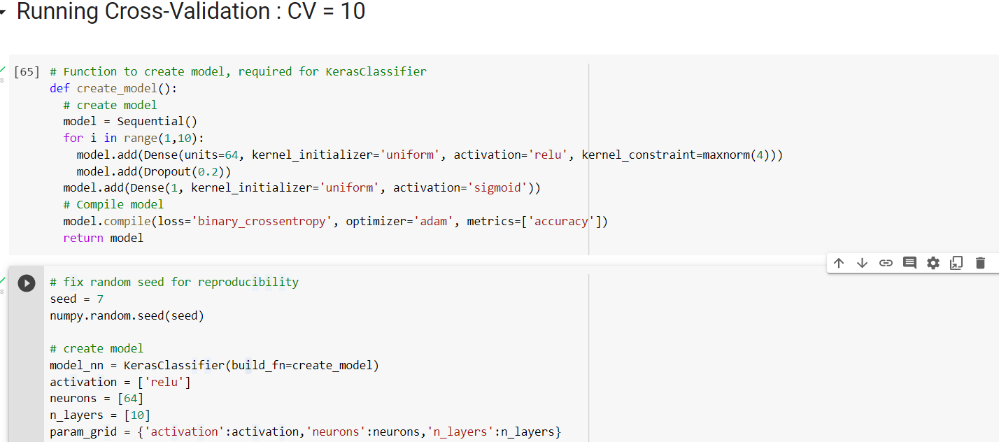 Running Cross-Validation : CV = 10
[65] # Function to create model, required for KerasClassifier
def create_model():
  # create model
  model = Sequential()
  for i in range(1,10):
    model.add(Dense(units=64, kernel_initializer='uniform', activation='relu', kernel_constraint=maxnorm(4)))
    model.add(Dropout(0.2))
  model.add(Dense(1, kernel_initializer='uniform', activation='sigmoid'))
  # Compile model
  model.compile(loss='binary_crossentropy', optimizer='adam', metrics=['accuracy'])
  return model
# fix random seed for reproducibility
seed = 7
numpy.random.seed(seed)
# create model
model_nn = KerasClassifier(build_fn=create_model)
activation = ['relu']
neurons = [64]
n_layers = [10]
param_grid = {'activation':activation,'neurons':neurons,'n_layers':n_layers}